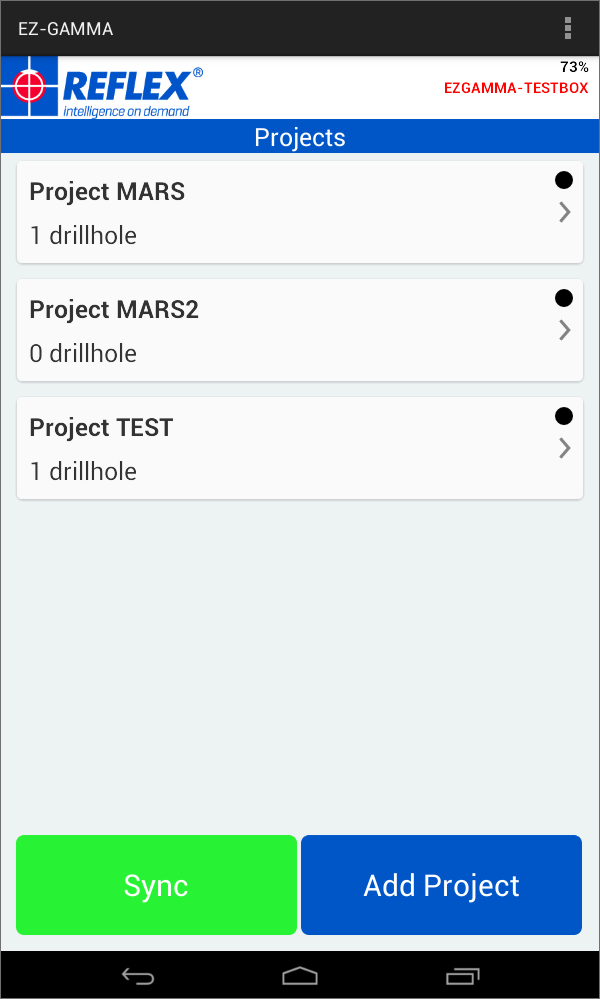 EZ-GAMMA
REFLEX®
intelligence on demand
73%
EZGAMMA-TESTBOX
Projects
Project MARS
1 drillhole
Project MARS2
0 drillhole
Project TEST
1 drillhole
Sync
Add Project